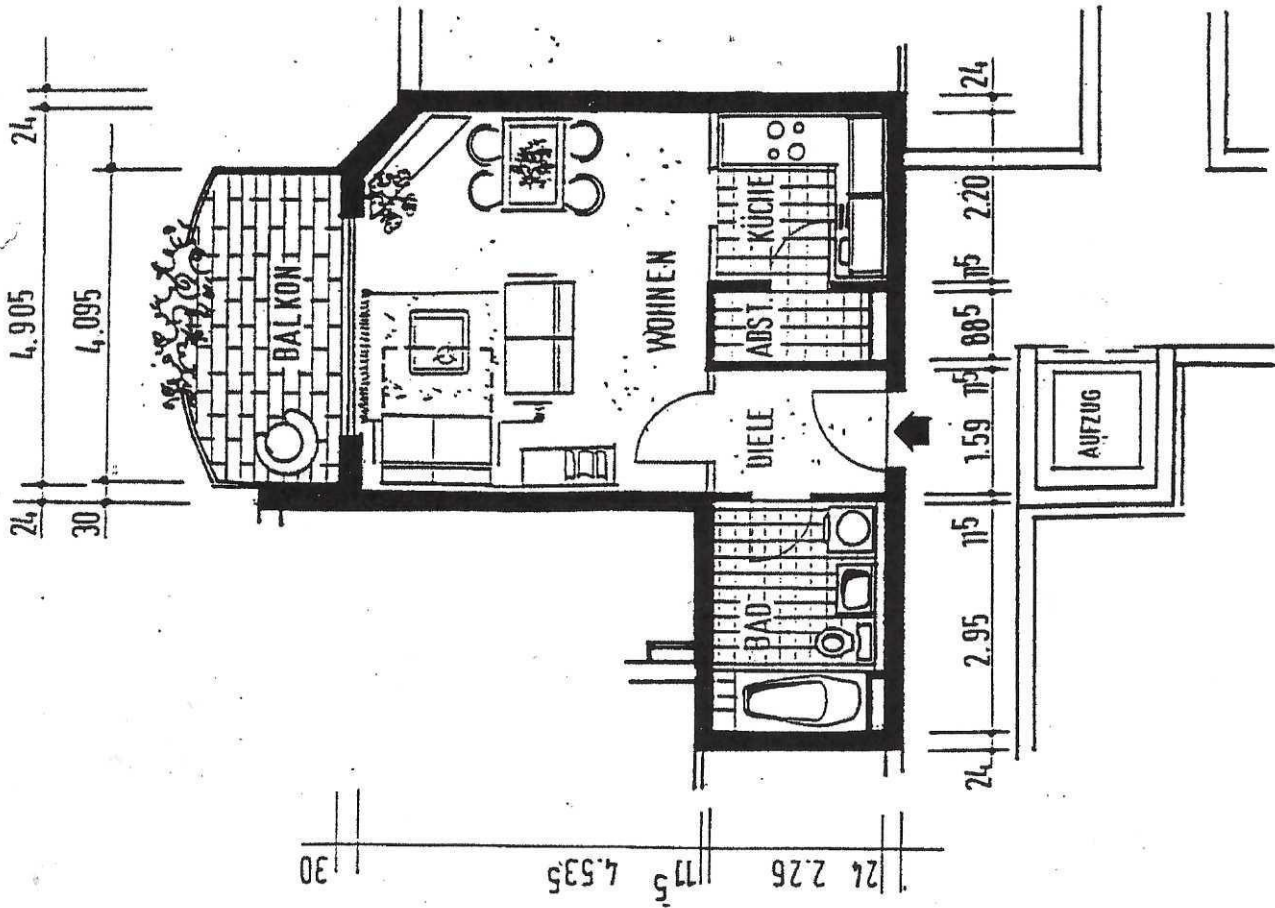 24 4.905 24
30 4.095
BALKON
WOHNEN
KÜCHE
ABST.
DIELE
BAD
AUFZUG
24 2.95 11⁵ 1.59 11⁵ 88⁵ 11⁵ 2.20 24
30 4.53⁵ 11⁵ 2.26 24